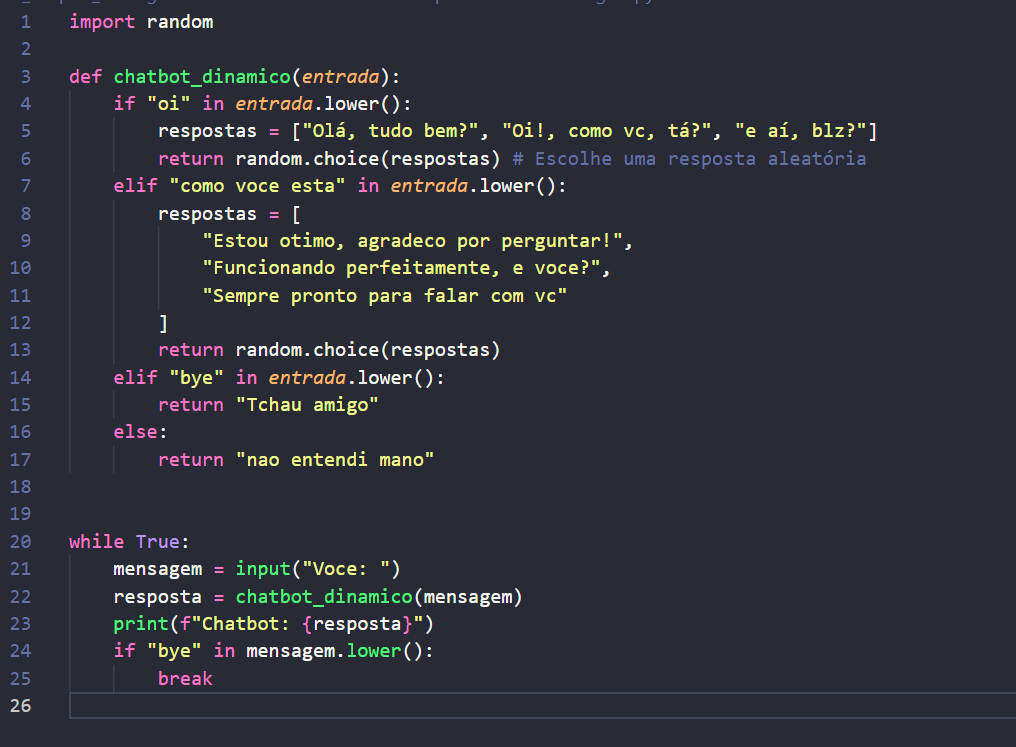 1 import random
2
3 def chatbot_dinamico(entrada):
4     if "oi" in entrada.lower():
5         respostas = ["Olá, tudo bem?", "Oi!, como vc, tá?", "e aí, blz?"]
6         return random.choice(respostas) # Escolhe uma resposta aleatória
7     elif "como voce esta" in entrada.lower():
8         respostas = [
9             "Estou otimo, agradeco por perguntar!",
10             "Funcionando perfeitamente, e voce?",
11             "Sempre pronto para falar com vc"
12         ]
13         return random.choice(respostas)
14     elif "bye" in entrada.lower():
15         return "Tchau amigo"
16     else:
17         return "nao entendi mano"
18
19
20 while True:
21     mensagem = input("Voce: ")
22     resposta = chatbot_dinamico(mensagem)
23     print(f"Chatbot: {resposta}")
24     if "bye" in mensagem.lower():
25         break
26